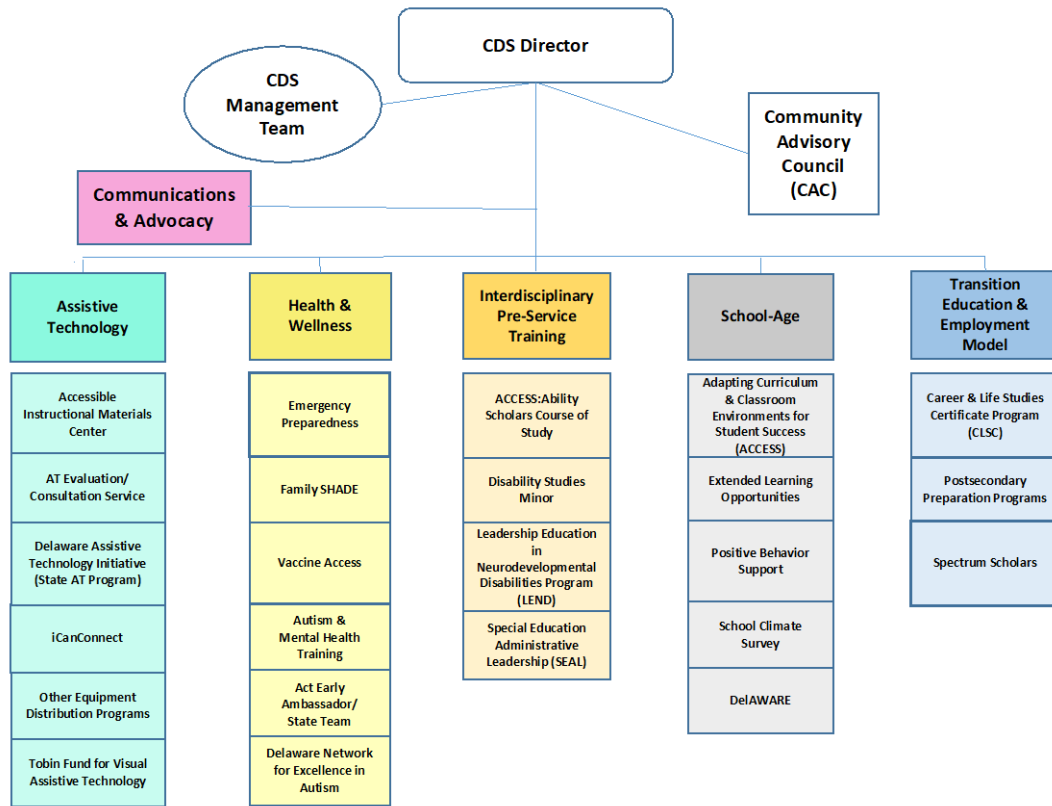 CDS Director
CDS
Management
Team
Community
Advisory
Council
(CAC)
Communications
& Advocacy
Assistive
Technology
Accessible
Instructional Materials
Center
AT Evaluation/
Consultation Service
Delaware Assistive
Technology Initiative
(State AT Program)
iCanConnect
Other Equipment
Distribution Programs
Tobin Fund for Visual
Assistive Technology
Health &
Wellness
Emergency
Preparedness
Family SHADE
Vaccine Access
Autism &
Mental Health
Training
Act Early
Ambassador/
State Team
Delaware Network
for Excellence in
Autism
Interdisciplinary
Pre-Service
Training
ACCESS:Ability
Scholars Course of
Study
Disability Studies
Minor
Leadership Education in
Neurodevelopmental
Disabilities Program
(LEND)
Special Education
Administrative
Leadership (SEAL)
School-Age
Adapting Curriculum
& Classroom
Environments for
Student Success
(ACCESS)
Extended Learning
Opportunities
Positive Behavior
Support
School Climate
Survey
DelAWARE
Transition
Education &
Employment
Model
Career & Life Studies
Certificate Program
(CLSC)
Postsecondary
Preparation Programs
Spectrum Scholars